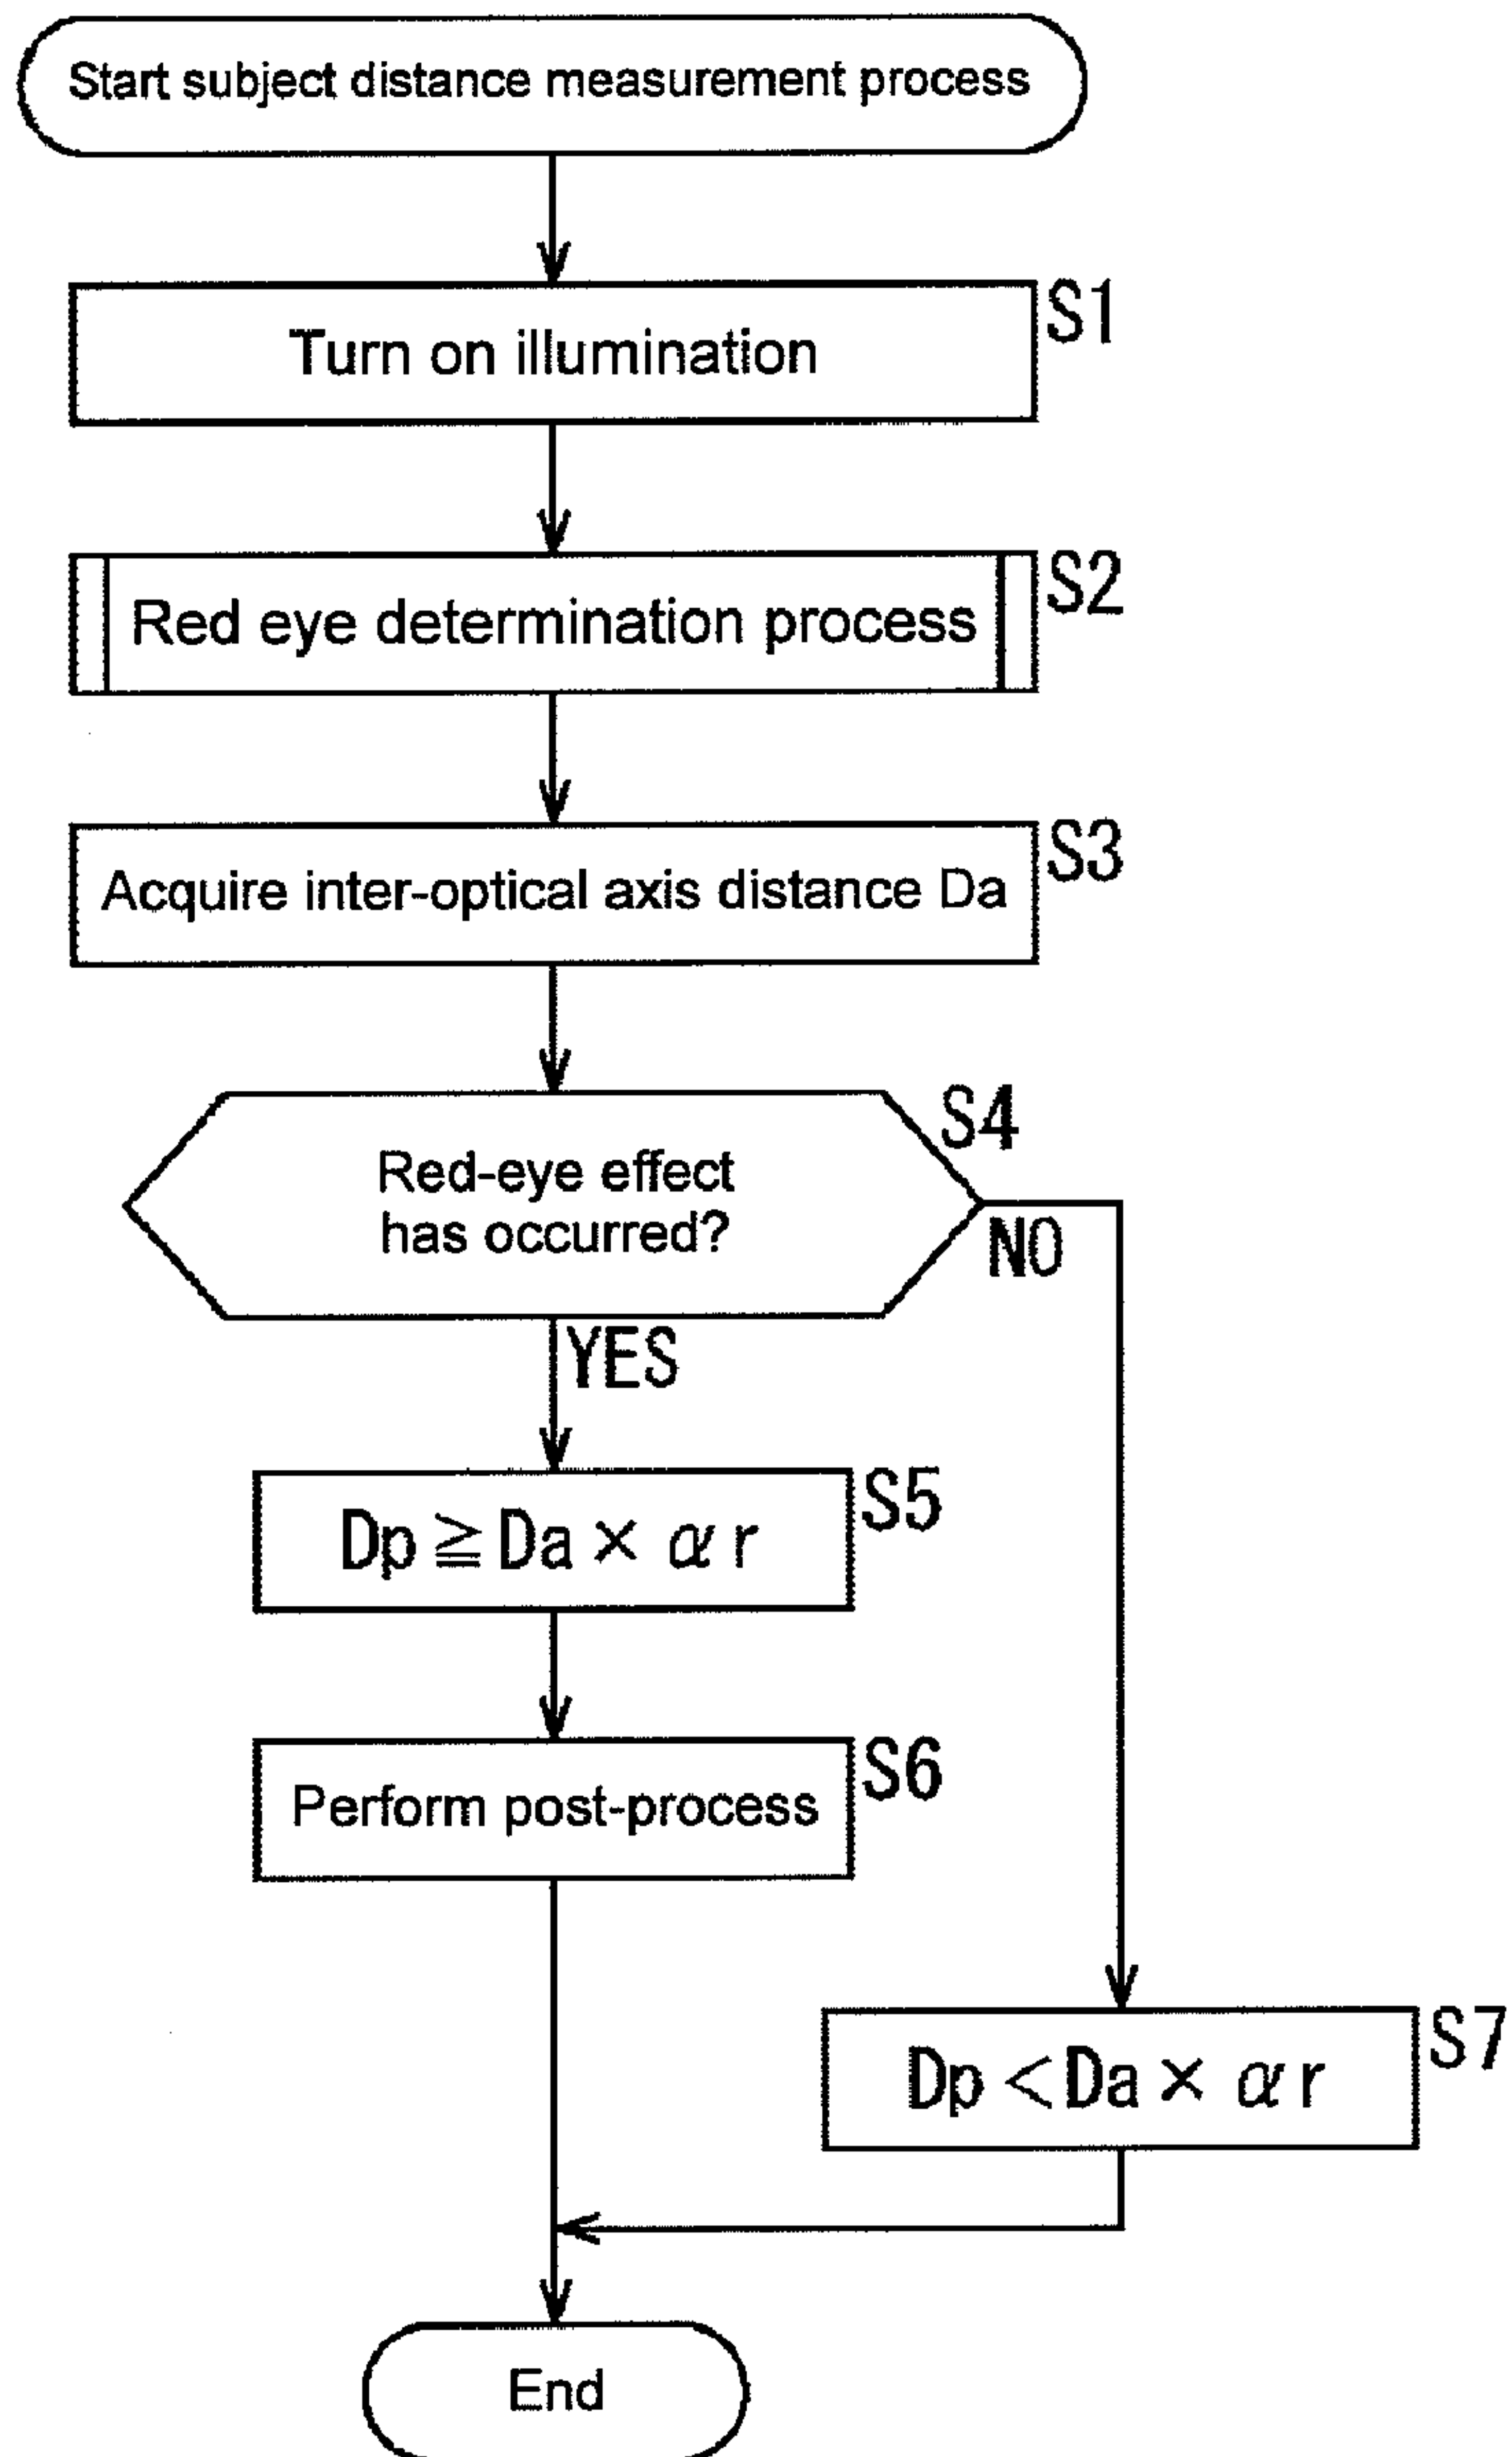 Start subject distance measurement process
S1
Turn on illumination
S2
Red eye determination process
S3
Acquire inter-optical axis distance Da
S4
Red-eye effect
has occurred?
NO
YES
S5
Dp ≧ Da × α r
S6
Perform post-process
S7
Dp < Da × α r
End